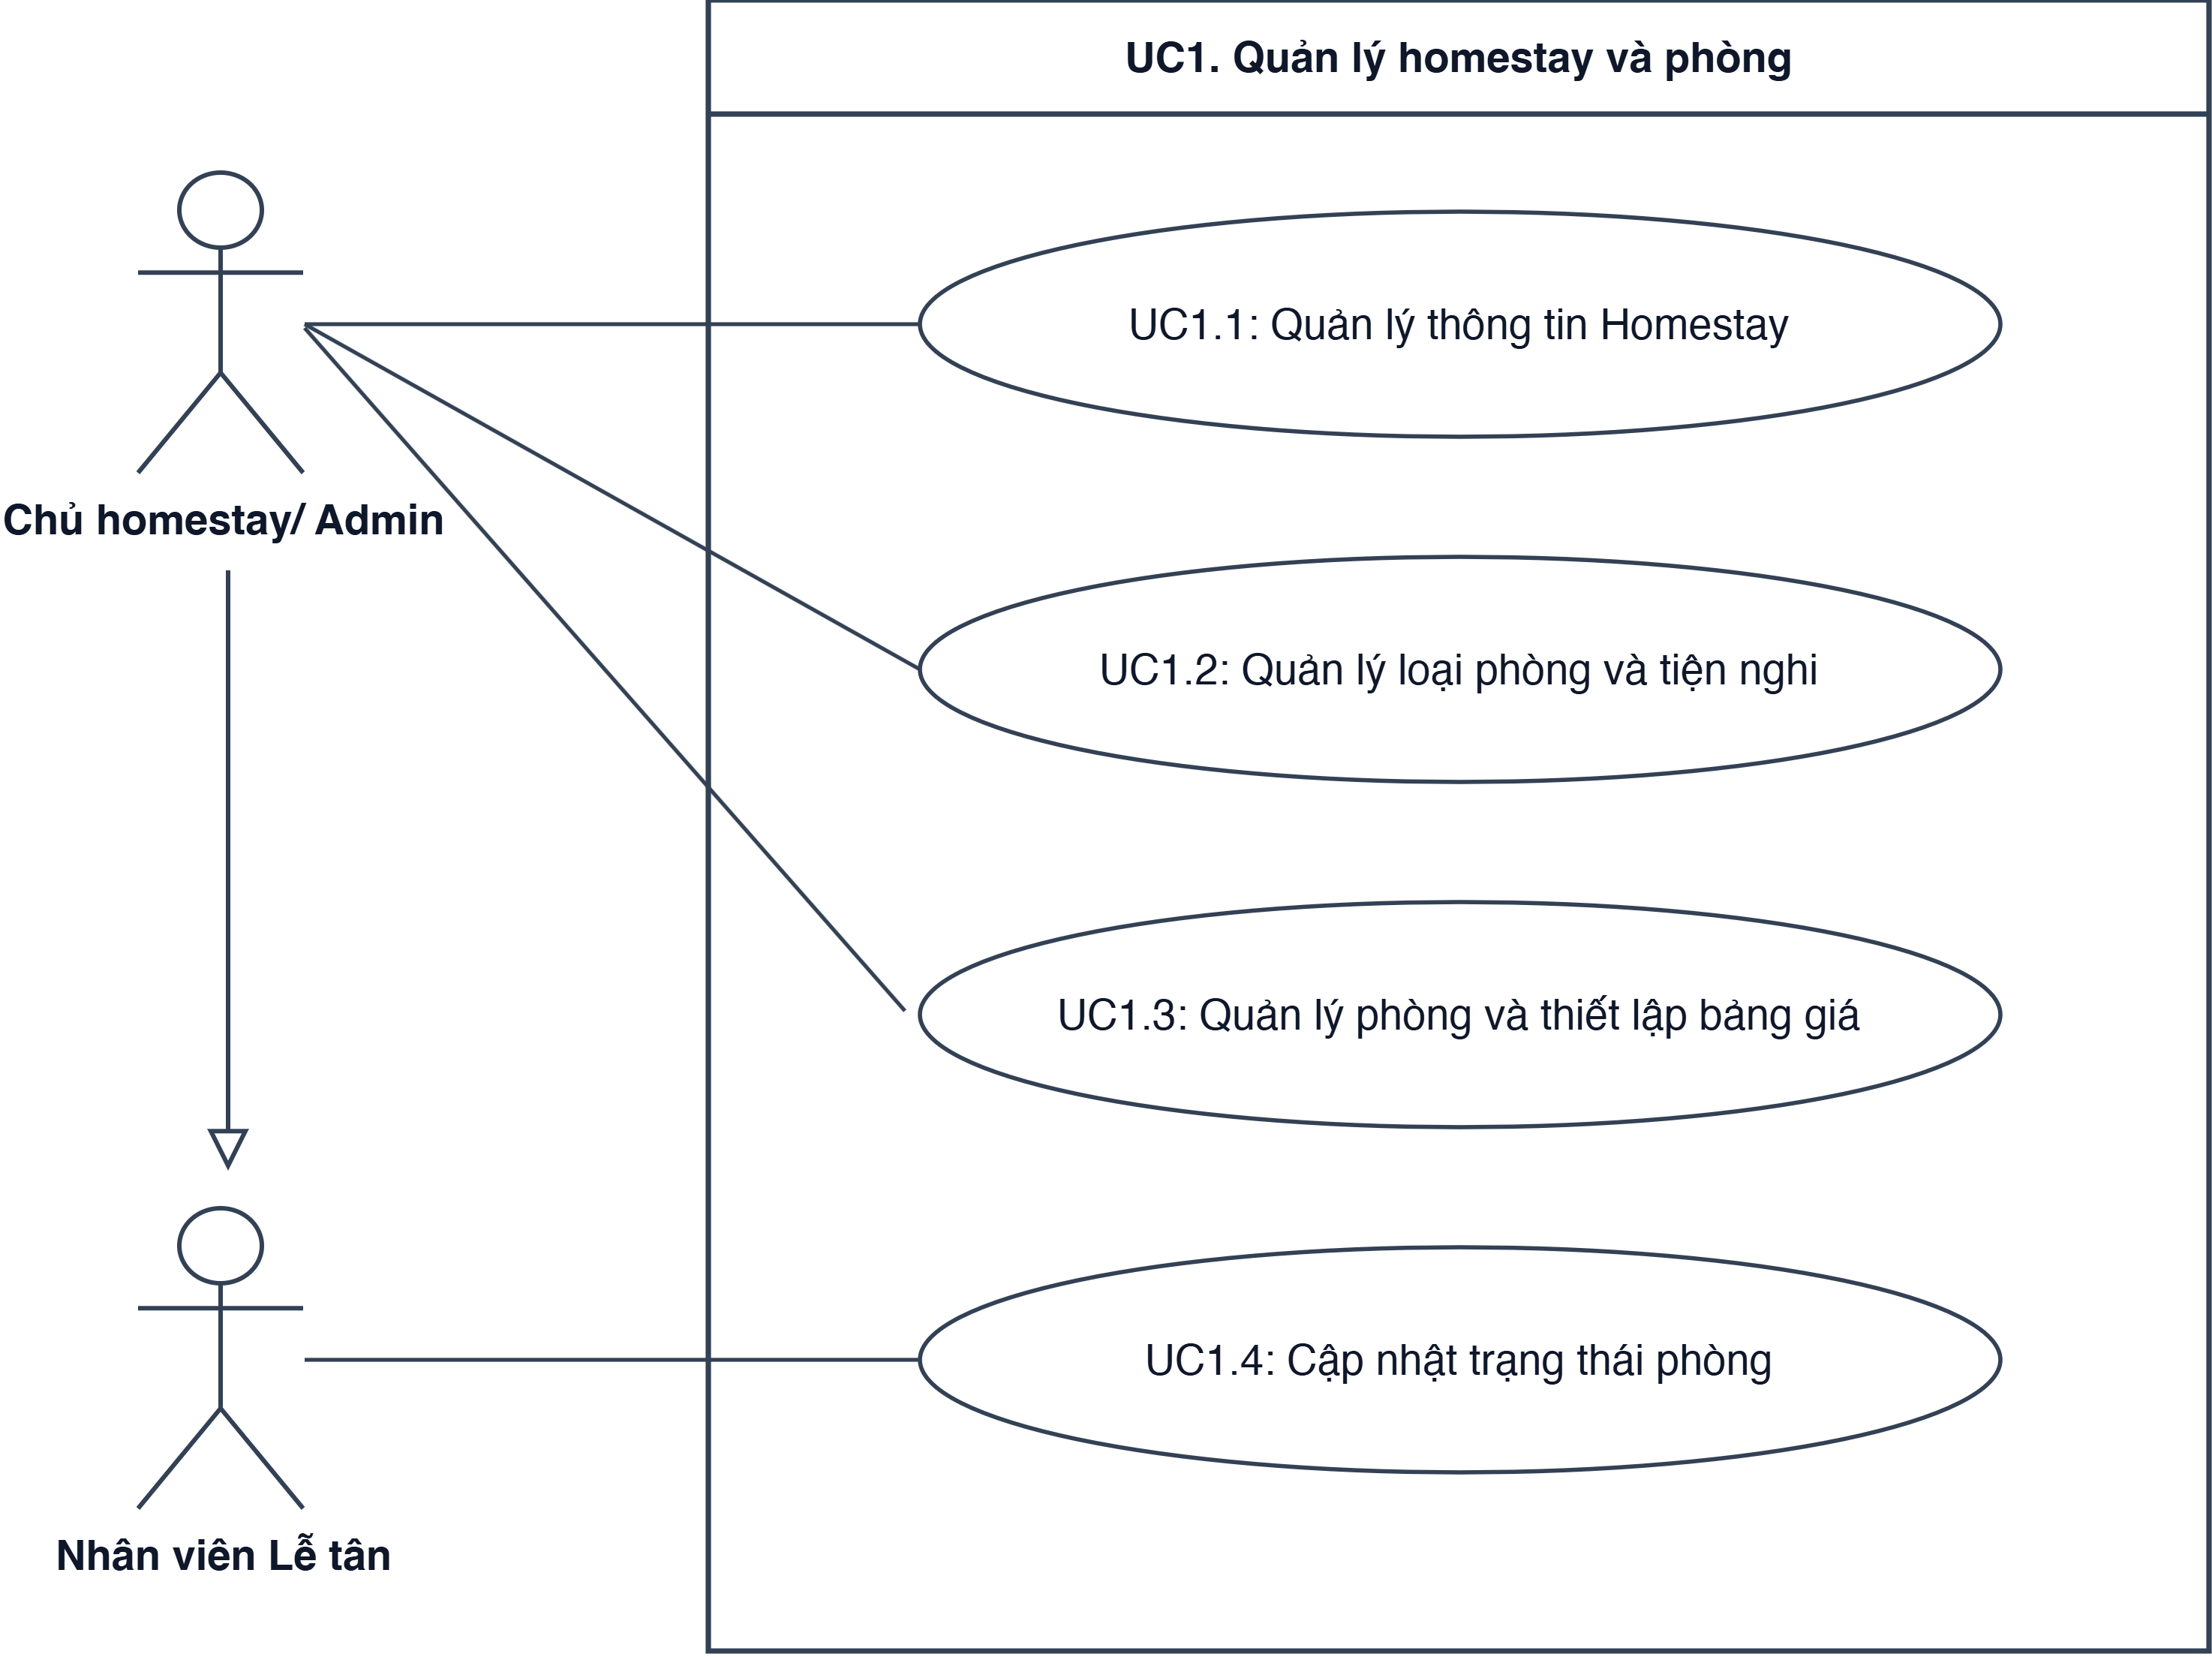 UC1. Quản lý homestay và phòng
UC1.1: Quản lý thông tin Homestay
Chủ homestay/ Admin
UC1.2: Quản lý loại phòng và tiện nghi
UC1.3: Quản lý phòng và thiết lập bảng giá
UC1.4: Cập nhật trạng thái phòng
Nhân viên Lễ tân